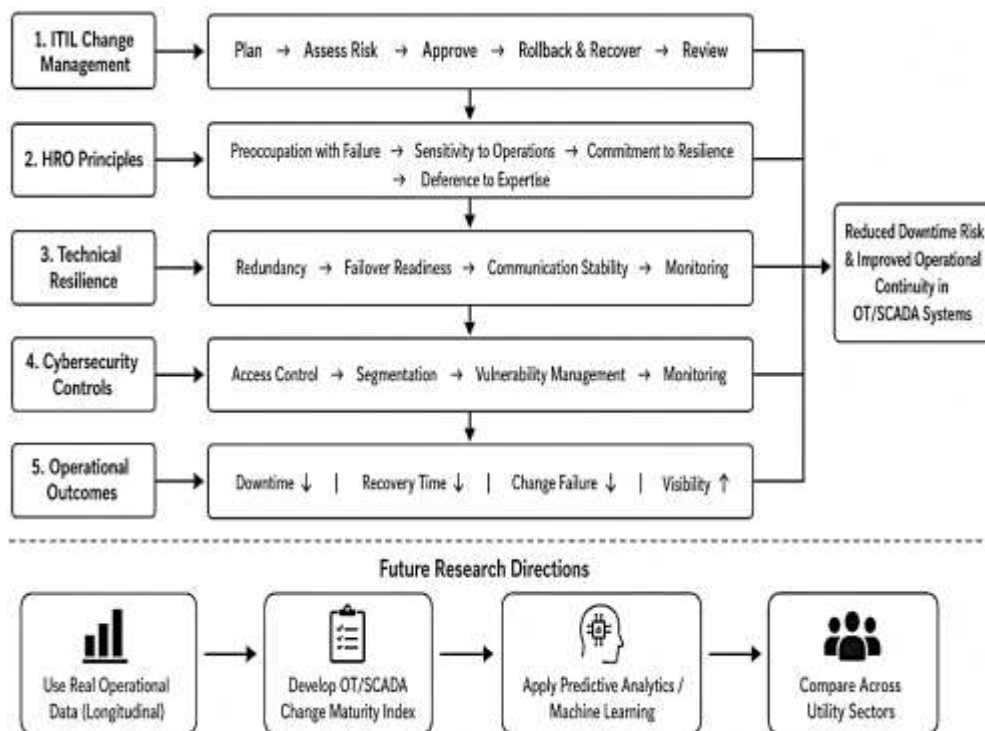 1. ITIL Change
Management
Plan → Assess Risk → Approve → Rollback & Recover → Review
2. HRO Principles
Preoccupation with Failure → Sensitivity to Operations → Commitment to Resilience
→ Deference to Expertise
3. Technical
Resilience
Redundancy → Failover Readiness → Communication Stability → Monitoring
Reduced Downtime Risk
& Improved Operational
Continuity in
OT/SCADA Systems
4. Cybersecurity
Controls
Access Control → Segmentation → Vulnerability Management → Monitoring
5. Operational
Outcomes
Downtime ↓ | Recovery Time ↓ | Change Failure ↓ | Visibility ↑
Future Research Directions
Use Real Operational
Data (Longitudinal)
Develop OT/SCADA
Change Maturity Index
Apply Predictive Analytics /
Machine Learning
Compare Across
Utility Sectors